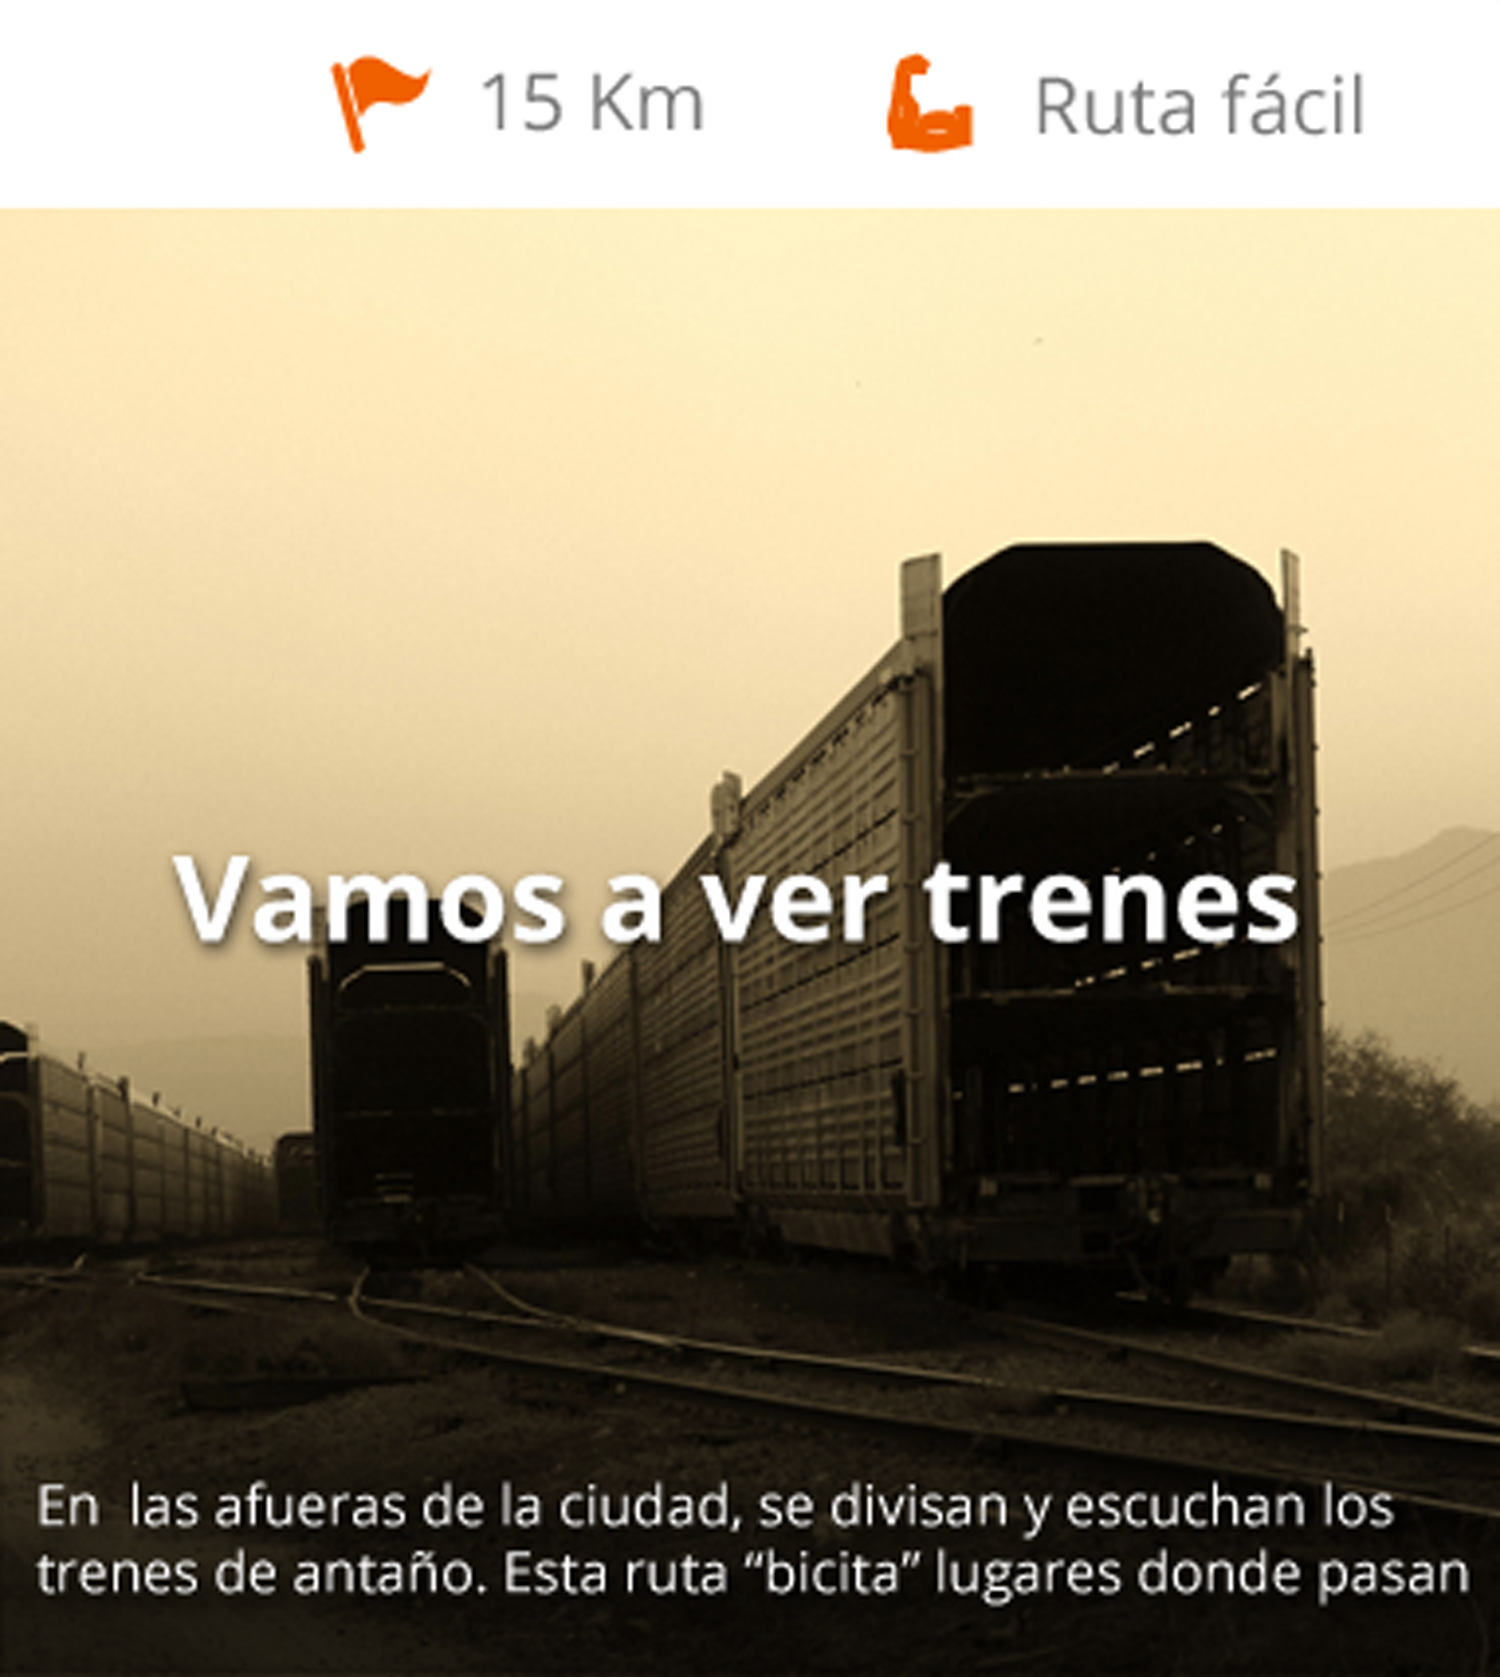 15 Km
Ruta fácil
Vamos a ver trenes
En las afueras de la ciudad, se divisan y escuchan los
trenes de antaño. Esta ruta “bicita” lugares donde pasan